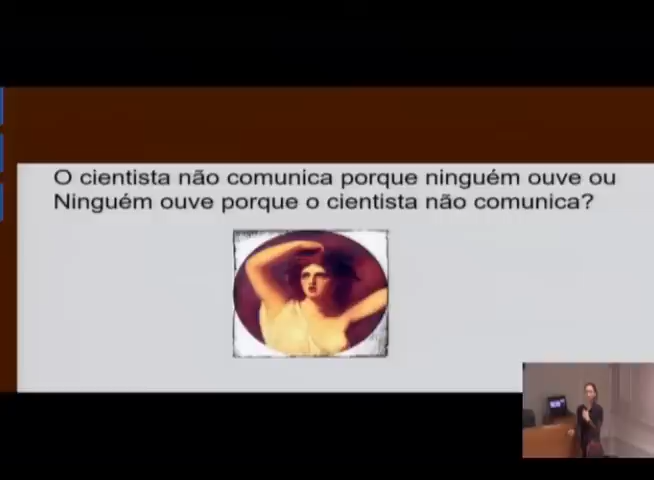 O cientista não comunica porque ninguém ouve ou
Ninguém ouve porque o cientista não comunica?